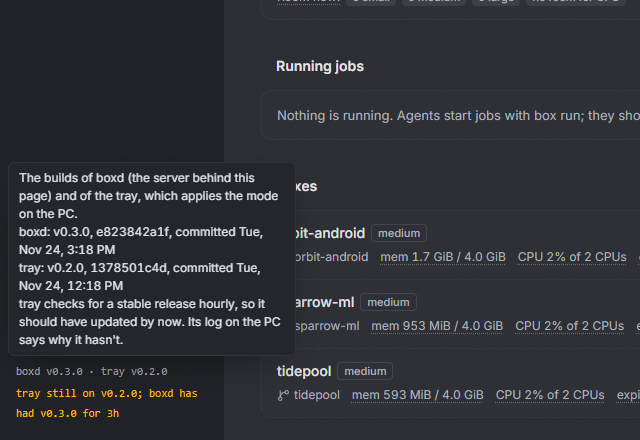 Running jobs
Nothing is running. Agents start jobs with box run; they
The builds of boxd (the server behind this
page) and of the tray, which applies the mode
on the PC.
boxd: v0.3.0, e823842a1f, committed Tue,
Nov 24, 3:18 PM
tray: v0.2.0, 1378501c4d, committed Tue,
Nov 24, 12:18 PM
tray checks for a stable release hourly, so it
should have updated by now. Its log on the PC
says why it hasn't.
medium
orbit-android mem 1.7 GiB / 4.0 GiB CPU 2% of 2 CPUs
medium
sparrow-ml mem 953 MiB / 4.0 GiB CPU 2% of 2 CPUs
tidepool medium
tidepool mem 593 MiB / 4.0 GiB CPU 2% of 2 CPUs
boxd v0.3.0 · tray v0.2.0
tray still on v0.2.0; boxd has
had v0.3.0 for 3h